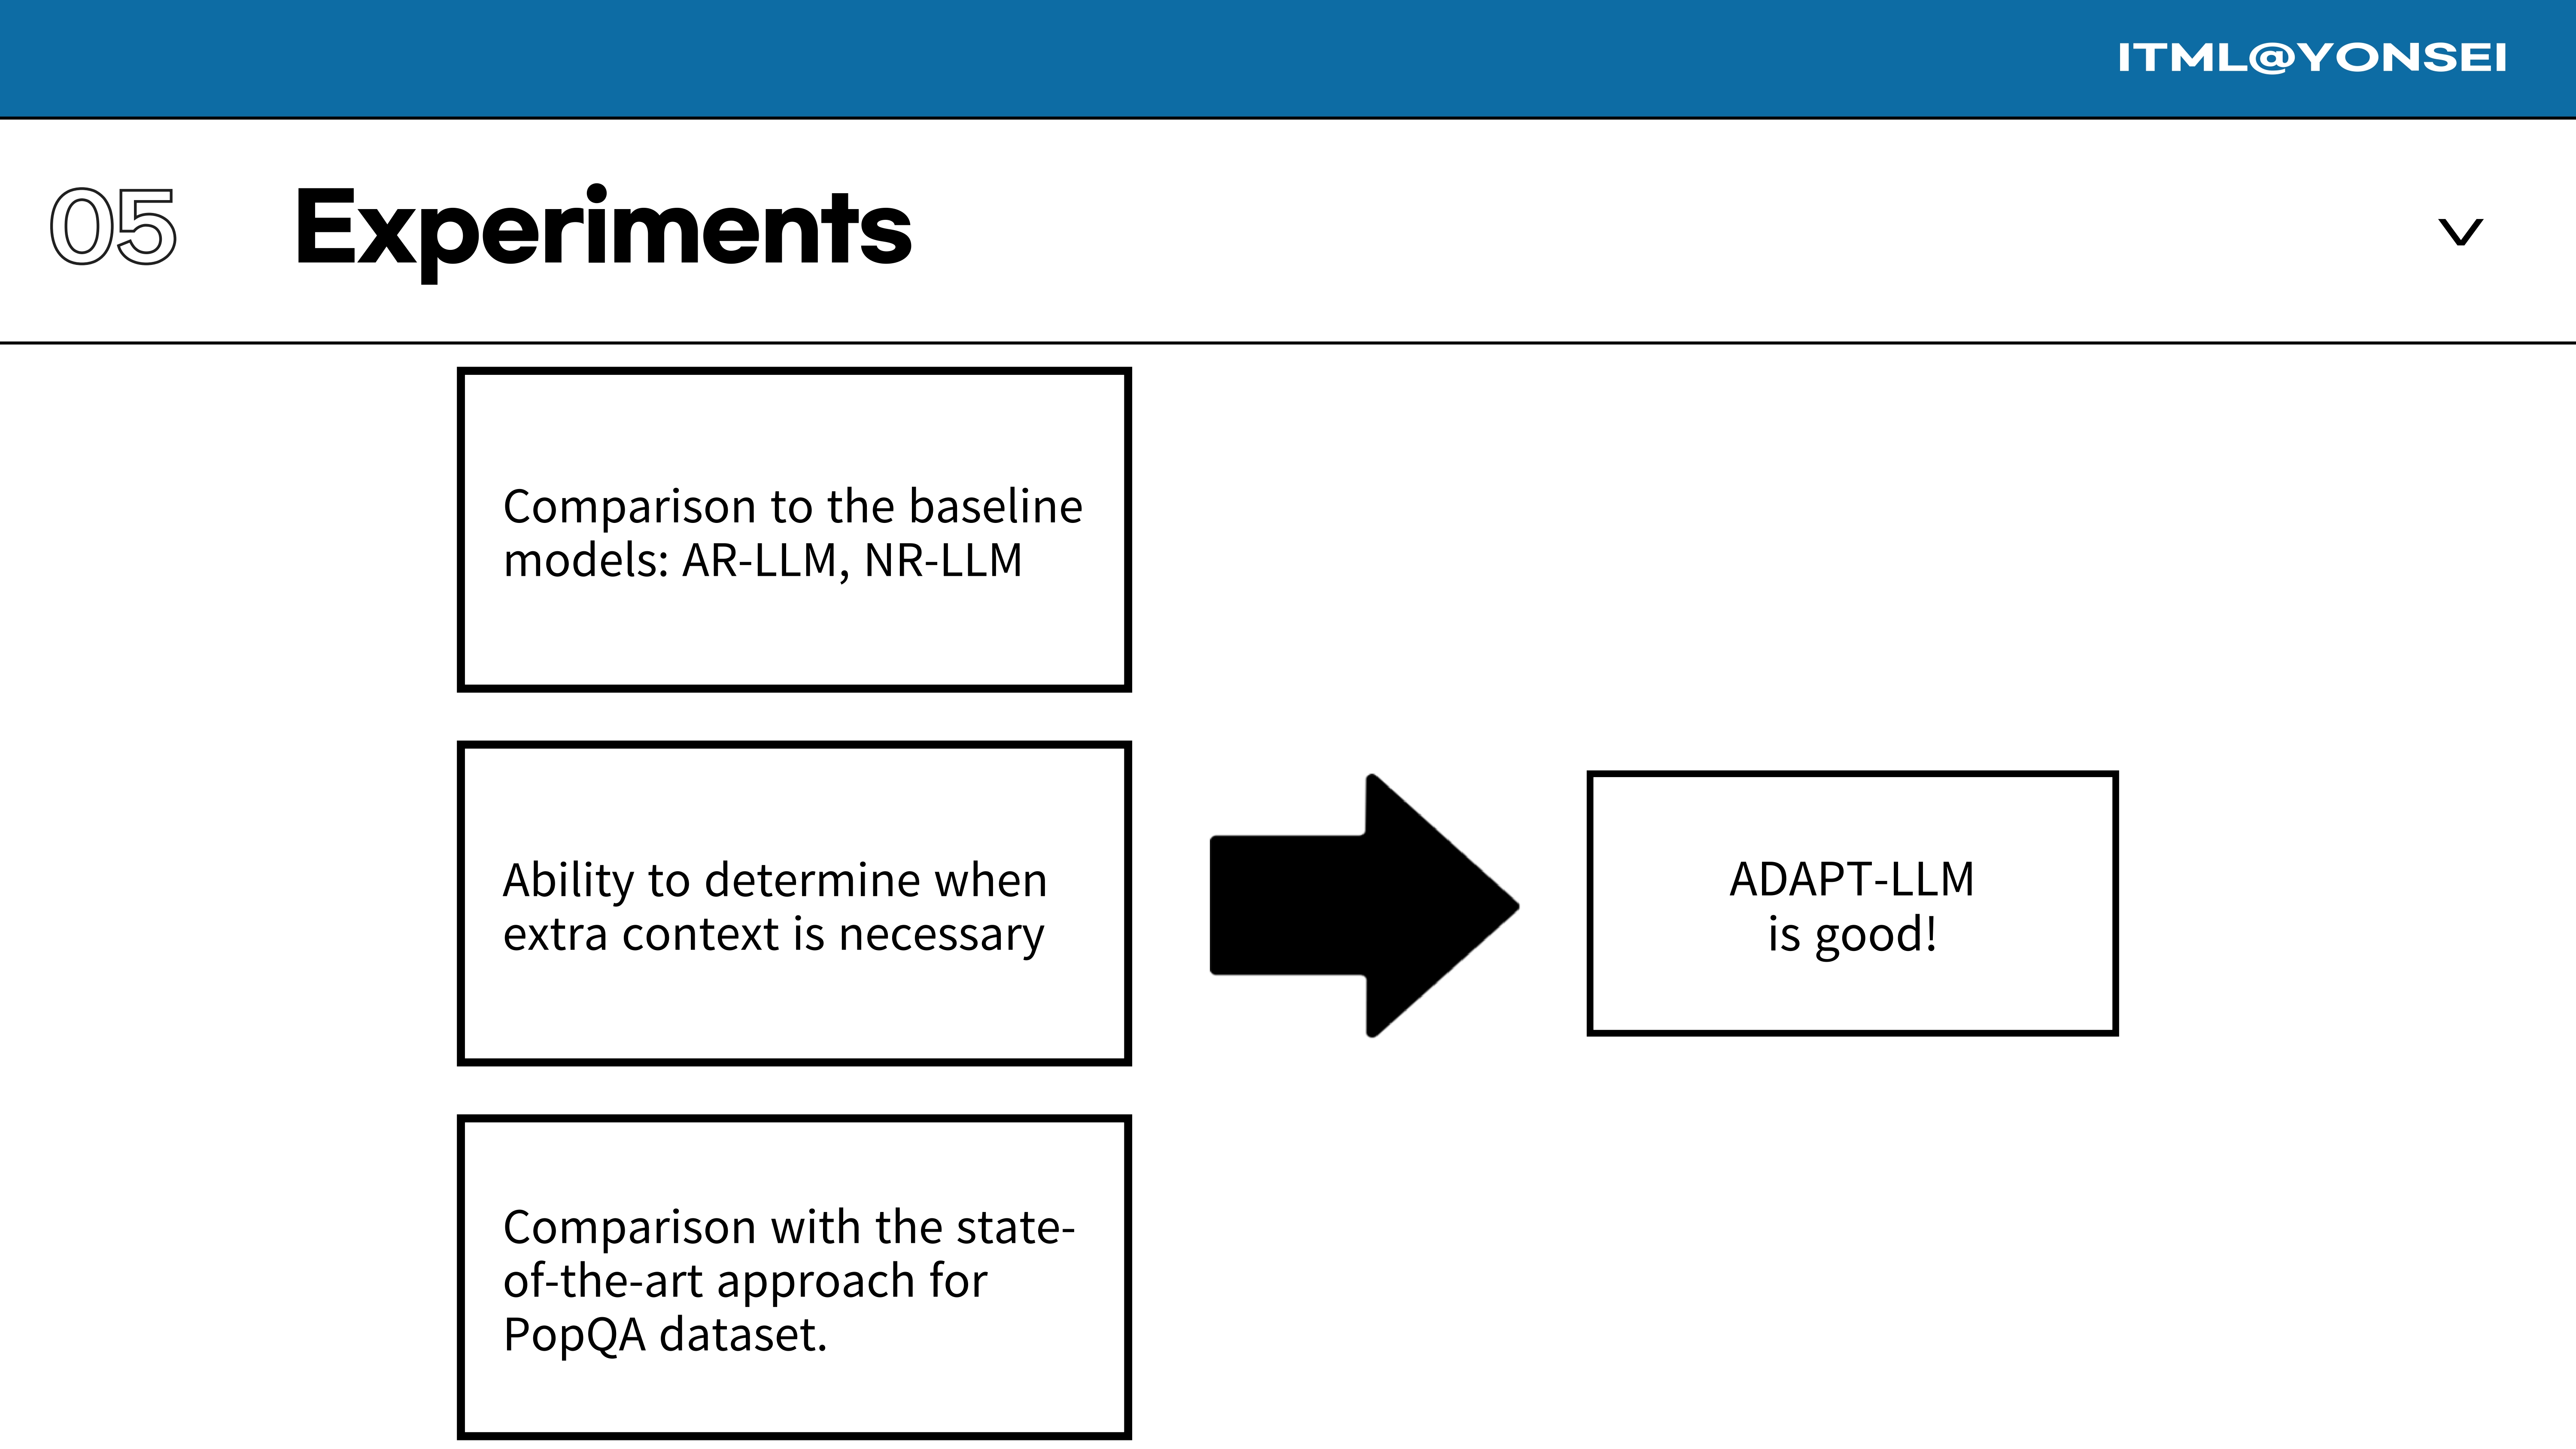 ITML@YONSEI
05 Experiments
Comparison to the baseline
models: AR-LLM, NR-LLM
Ability to determine when
extra context is necessary
ADAPT-LLM
is good!
Comparison with the state-
of-the-art approach for
PopQA dataset.